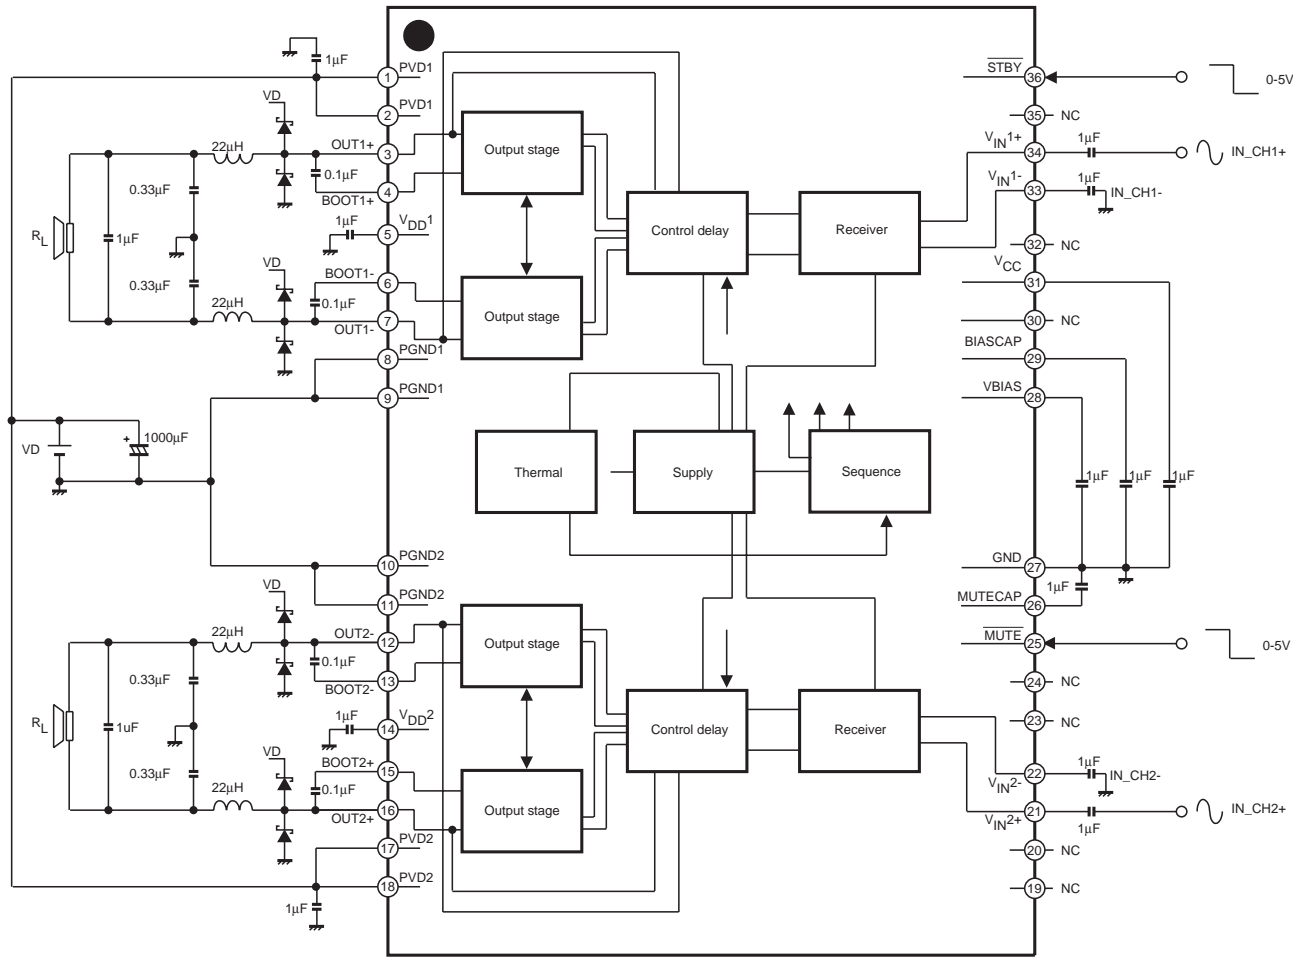 1µF
1
PVD1
2
PVD1
VD
22µH
OUT1+
3
0.33µF
0.1µF
4
BOOT1+
1µF
VDD1
5
RL
1µF
VD
BOOT1-
6
0.33µF
22µH
0.1µF
7
OUT1-
PGND1
8
9
PGND1
VD
+
1000µF
10
PGND2
11
PGND2
VD
22µH
OUT2-
12
0.33µF
0.1µF
13
BOOT2-
1µF
VDD2
14
RL
1uF
VD
BOOT2+
15
0.33µF
22µH
0.1µF
16
OUT2+
17
PVD2
18
PVD2
1µF
Output stage
Output stage
Control delay
Receiver
Thermal
Supply
Sequence
Output stage
Output stage
Control delay
Receiver
STBY
36
0-5V
35
NC
VIN1+
34
1µF
IN_CH1+
VIN1-
33
1µF
IN_CH1-
32
NC
VCC
31
30
NC
BIASCAP
29
VBIAS
28
1µF
1µF
1µF
GND
27
1µF
MUTECAP
26
MUTE
25
0-5V
24
NC
23
NC
22
VIN2-
1µF
IN_CH2-
21
VIN2+
1µF
IN_CH2+
20
NC
19
NC